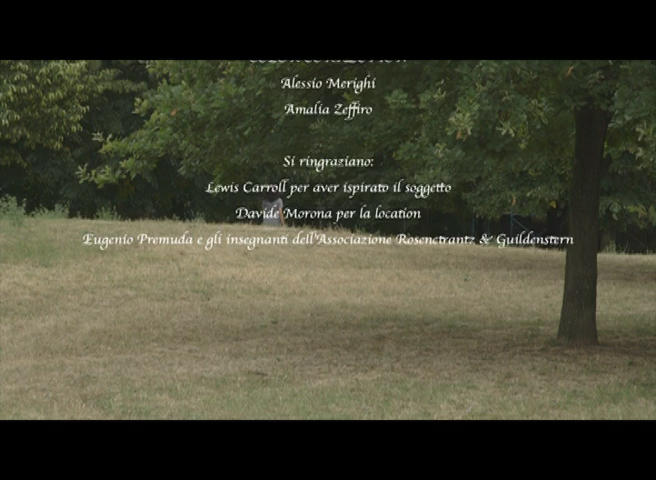 Alessio Merighi
Amalia Zeffiro
Si ringraziano:
Lewis Carroll per aver ispirato il soggetto
Davide Morona per la location
Eugenio Premuda e gli insegnanti dell'Associazione Rosenctrantz & Guildenstern